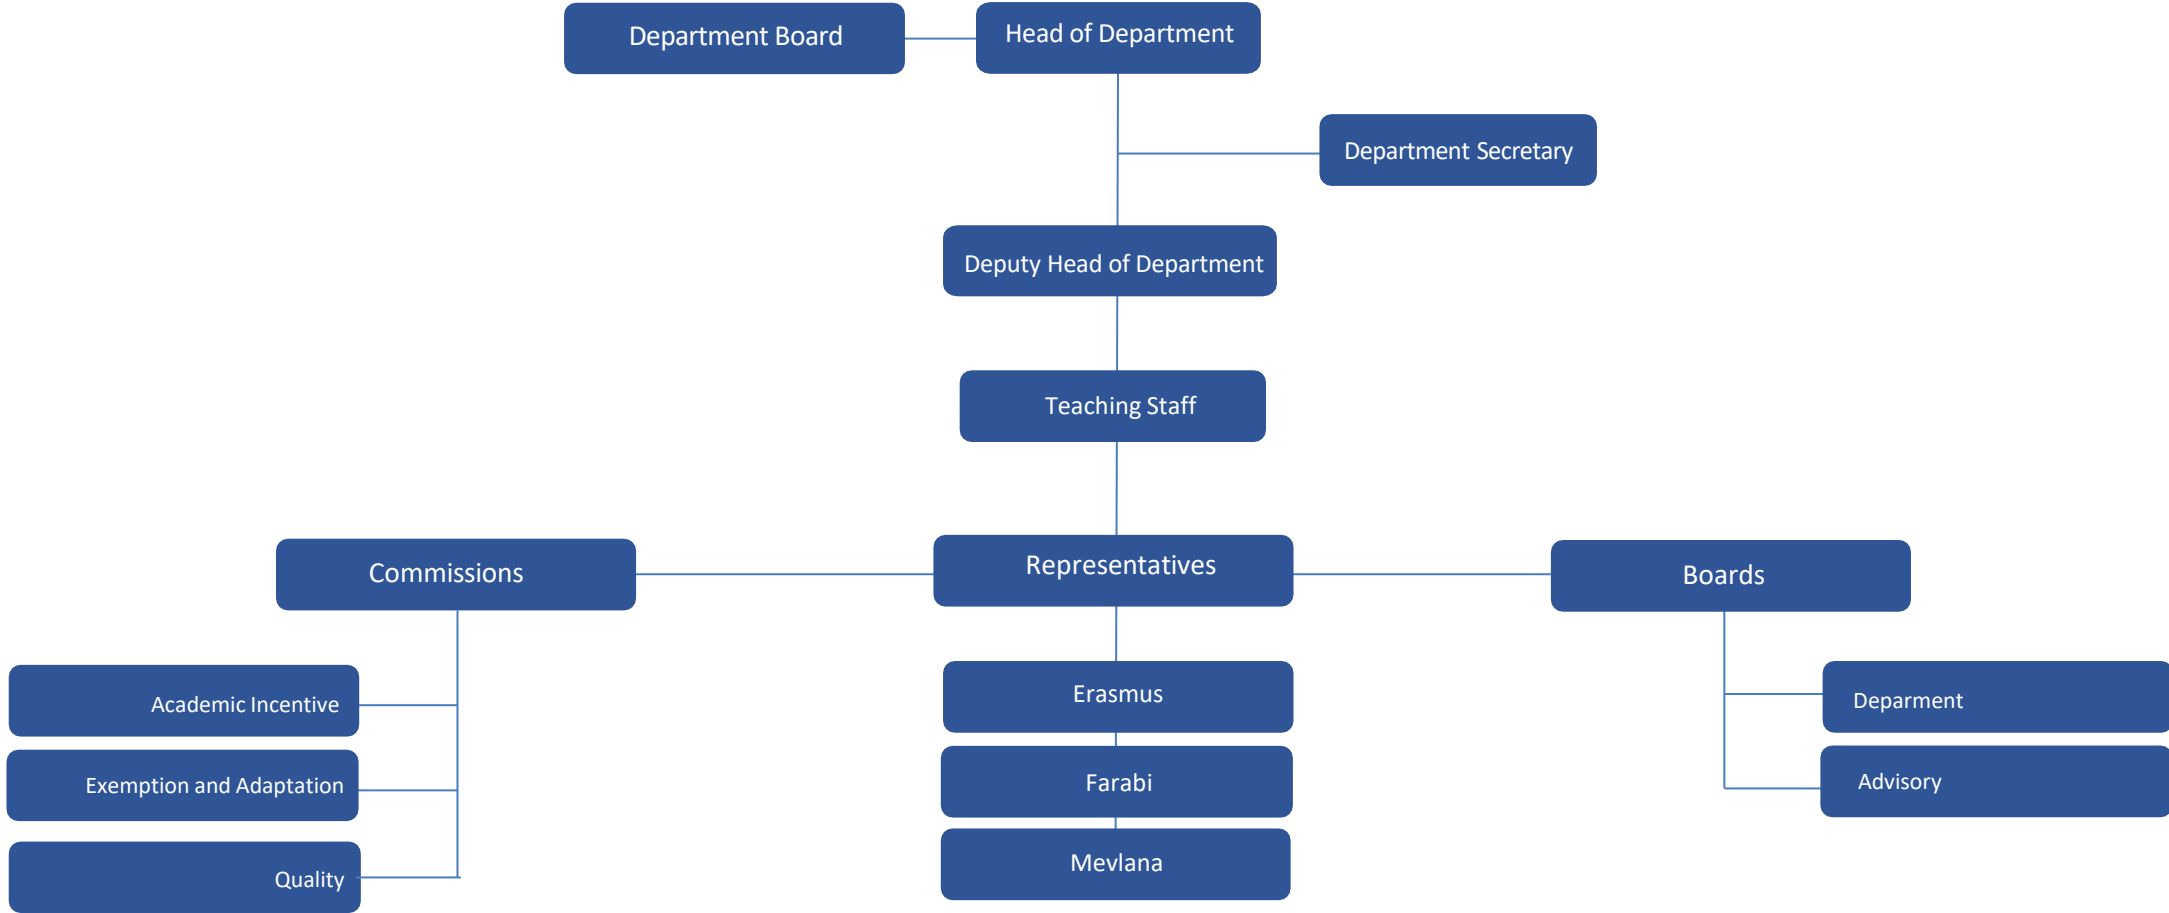 Department Board
Head of Department
Department Secretary
Deputy Head of Department
Teaching Staff
Commissions
Representatives
Boards
Academic Incentive
Exemption and Adaptation
Quality
Erasmus
Farabi
Mevlana
Deparment
Advisory